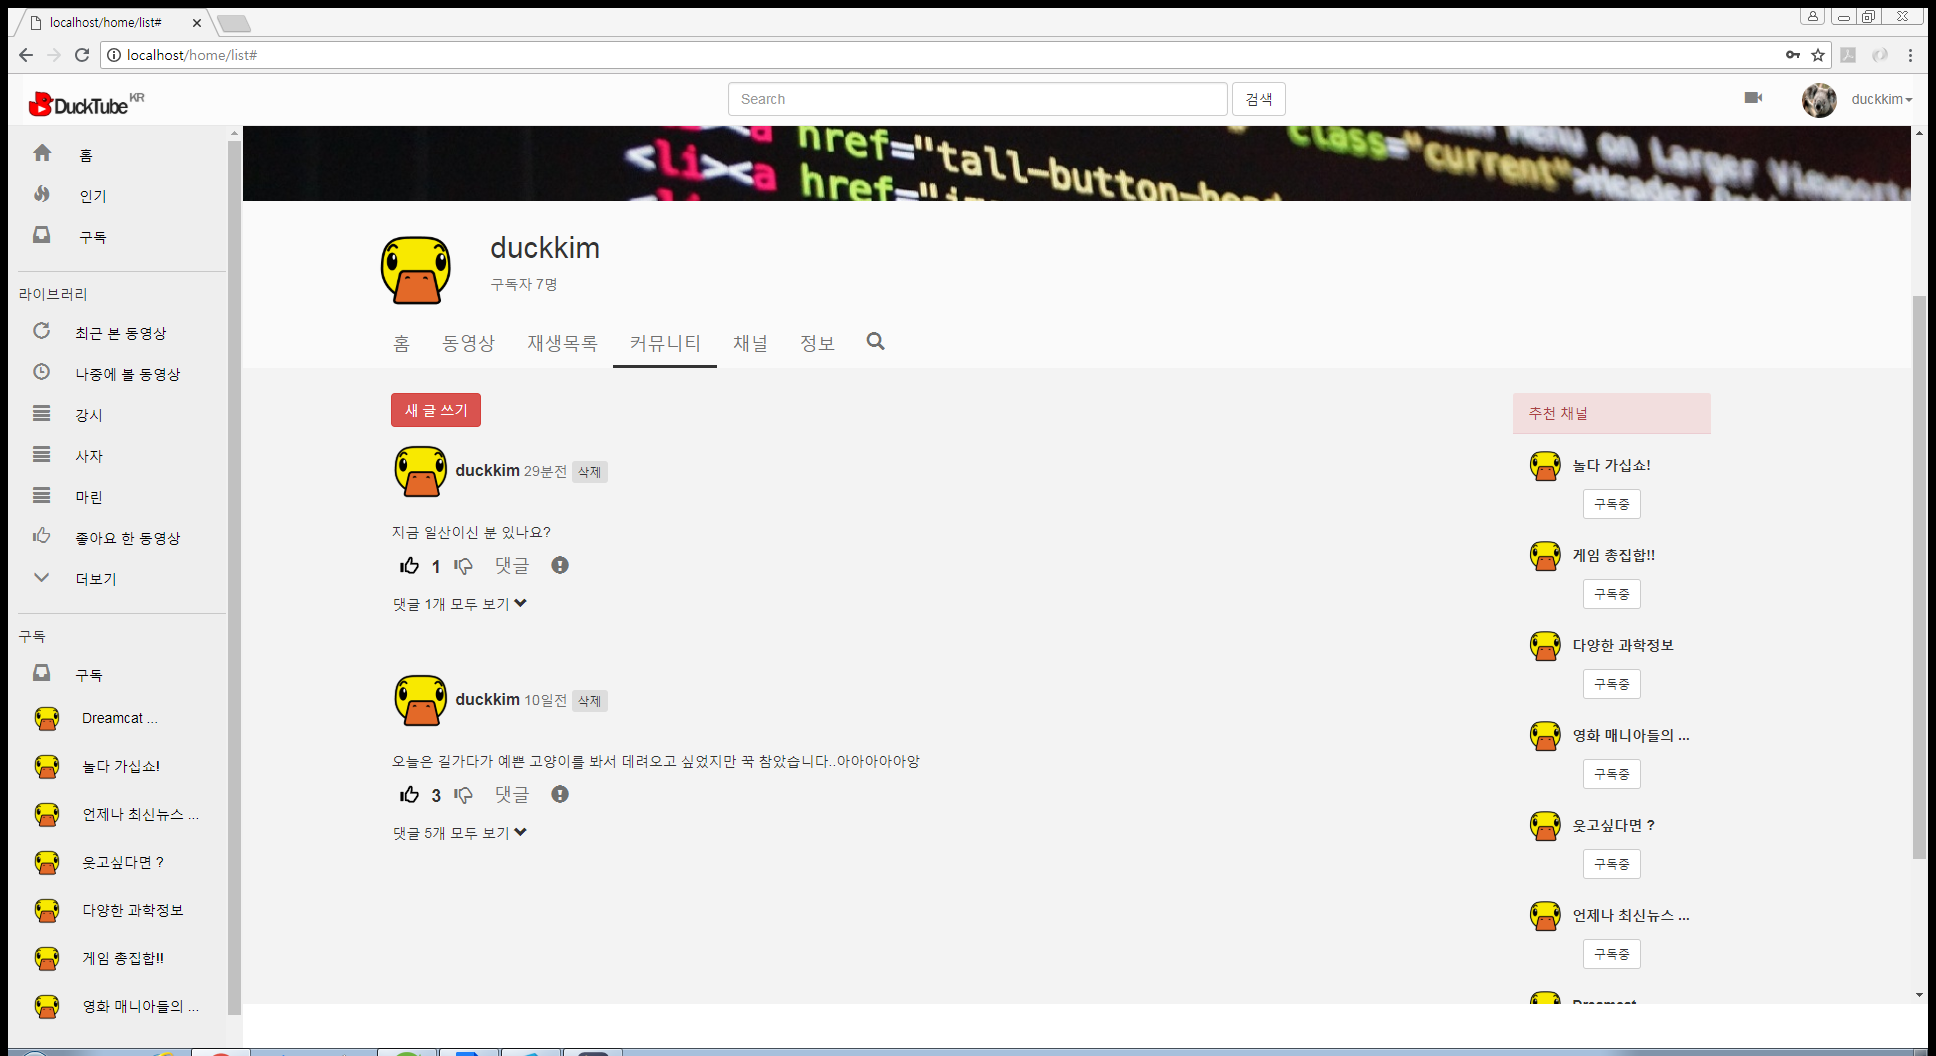 localhost/home/list#
localhost/home/list#
DuckTube KR
Search
검색
duckkim
홈
인기
구독
라이브러리
최근 본 동영상
나중에 볼 동영상
강시
사자
마린
좋아요 한 동영상
더보기
구독
구독
Dreamcat ...
놀다 가십쇼!
언제나 최신뉴스 ...
웃고싶다면 ?
다양한 과학정보
게임 총집합!!
영화 매니아들의 ...
<li><a href="tall-button-head
href="
class="current">Header
Menu on Larger Viewport
duckkim
구독자 7명
홈 동영상 재생목록 커뮤니티 채널 정보
새 글 쓰기
duckkim 29분전 삭제
지금 일산이신 분 있나요?
1 댓글
댓글 1개 모두 보기
duckkim 10일전 삭제
오늘은 길가다가 예쁜 고양이를 봐서 데려오고 싶었지만 꾹 참았습니다..아아아아아앙
3 댓글
댓글 5개 모두 보기
추천 채널
놀다 가십쇼!
구독중
게임 총집합!!
구독중
다양한 과학정보
구독중
영화 매니아들의 ...
구독중
웃고싶다면 ?
구독중
언제나 최신뉴스 ...
구독중
Dreamcat